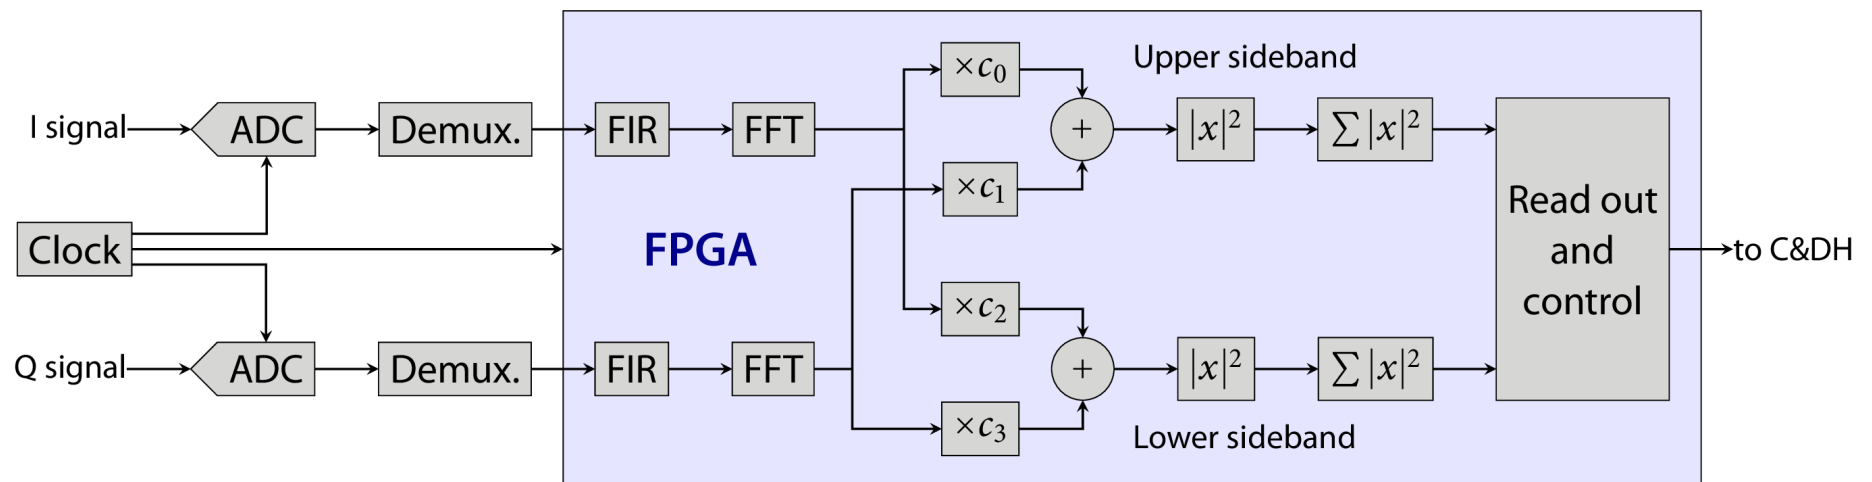 Upper sideband
×c₀
I signal
ADC
Demux.
FIR
FFT
+
|x|²
∑ |x|²
×c₁
Clock
FPGA
Read out
and
control
to C&DH
×c₂
Q signal
ADC
Demux.
FIR
FFT
+
|x|²
∑ |x|²
×c₃
Lower sideband